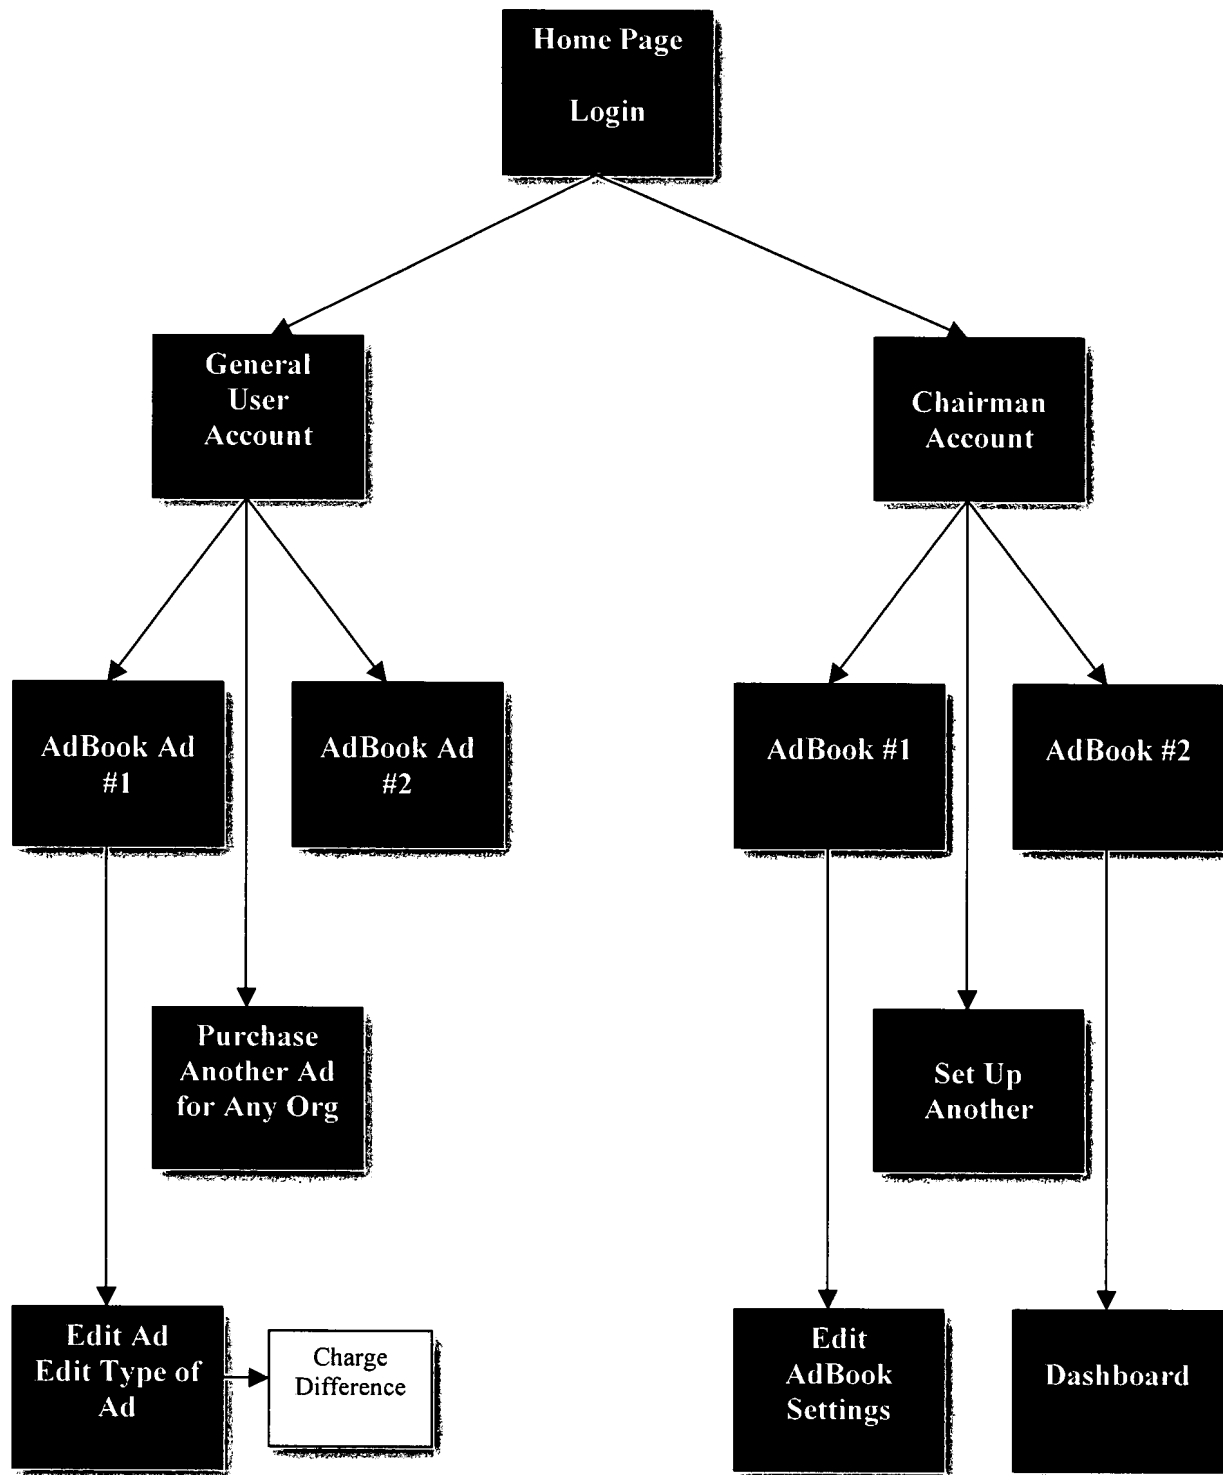 Home Page
Login
General
User
Account
Chairman
Account
AdBook Ad
#1
AdBook Ad
#2
AdBook #1
AdBook #2
Purchase
Another Ad
for Any Org
Set Up
Another
Edit Ad
Edit Type of
Ad
Charge
Difference
Edit
AdBook
Settings
Dashboard